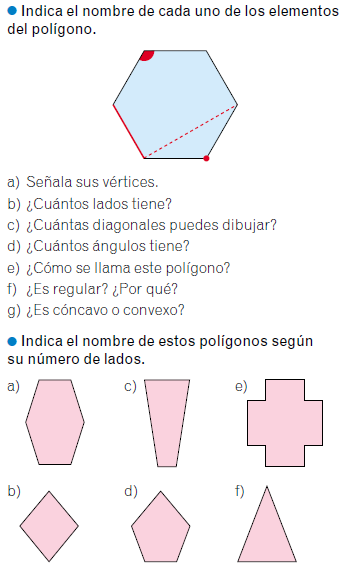 ● Indica el nombre de cada uno de los elementos
del polígono.
a) Señala sus vértices.
b) ¿Cuántos lados tiene?
c) ¿Cuántas diagonales puedes dibujar?
d) ¿Cuántos ángulos tiene?
e) ¿Cómo se llama este polígono?
f) ¿Es regular? ¿Por qué?
g) ¿Es cóncavo o convexo?
● Indica el nombre de estos polígonos según
su número de lados.
a) c) e)
b) d) f)